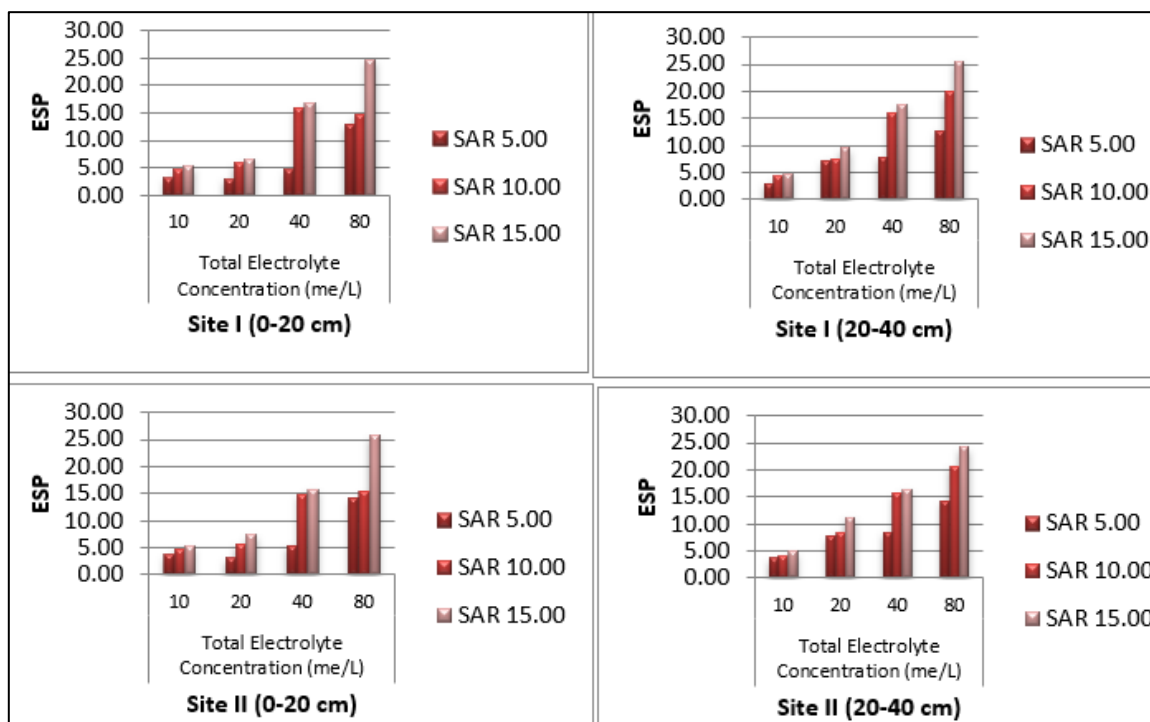 30.00
25.00
20.00
15.00
10.00
5.00
0.00
ESP
10 20 40 80
Total Electrolyte
Concentration (me/L)
Site I (0-20 cm)
SAR 5.00
SAR 10.00
SAR 15.00
30.00
25.00
20.00
15.00
10.00
5.00
0.00
ESP
10 20 40 80
Total Electrolyte
Concentration (me/L)
Site I (20-40 cm)
SAR 5.00
SAR 10.00
SAR 15.00
30.00
25.00
20.00
15.00
10.00
5.00
0.00
ESP
10 20 40 80
Total Electrolyte
Concentration (me/L)
Site II (0-20 cm)
SAR 5.00
SAR 10.00
SAR 15.00
30.00
25.00
20.00
15.00
10.00
5.00
0.00
ESP
10 20 40 80
Total Electrolyte
Concentration (me/L)
Site II (20-40 cm)
SAR 5.00
SAR 10.00
SAR 15.00